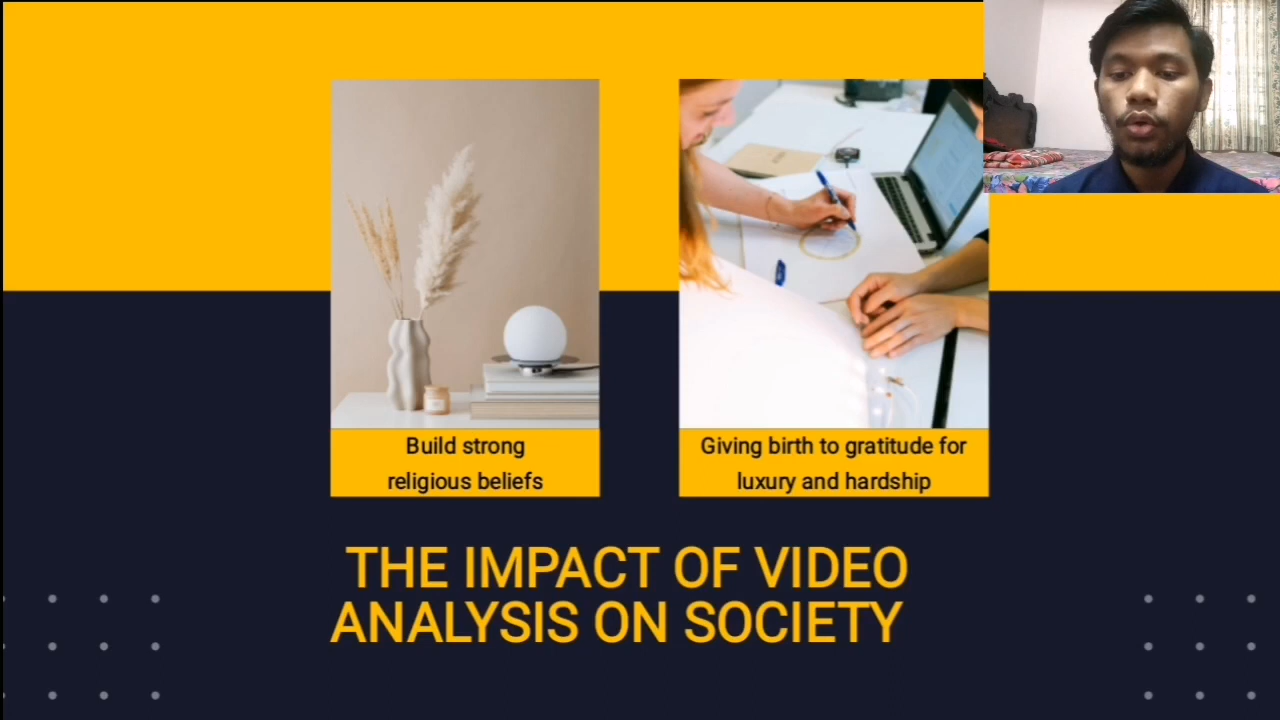 Build strong
religious beliefs
Giving birth to gratitude for
luxury and hardship
THE IMPACT OF VIDEO
ANALYSIS ON SOCIETY